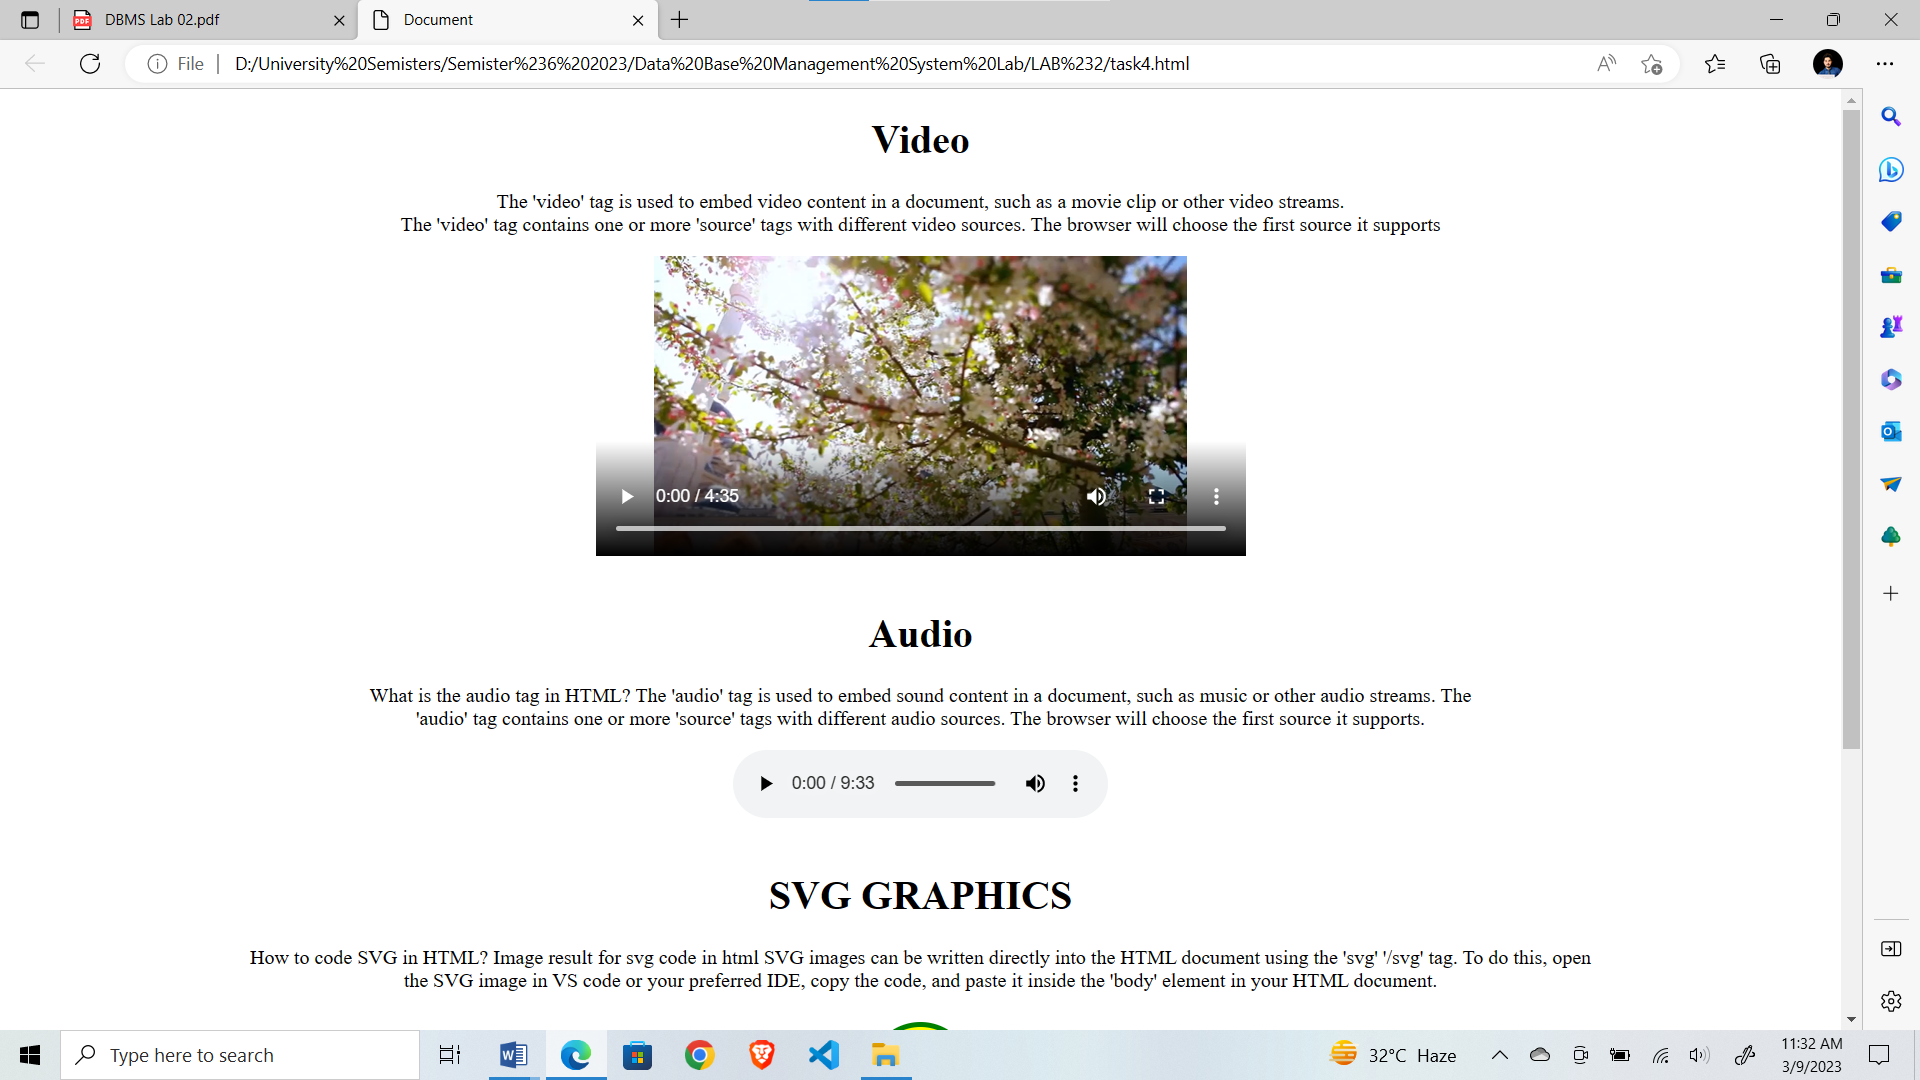 DBMS Lab 02.pdf
Document
File
D:/University%20Semisters/Semister%236%202023/Data%20Base%20Management%20System%20Lab/LAB%232/task4.html
Video
The 'video' tag is used to embed video content in a document, such as a movie clip or other video streams.
The 'video' tag contains one or more 'source' tags with different video sources. The browser will choose the first source it supports
0:00 / 4:35
Audio
What is the audio tag in HTML? The 'audio' tag is used to embed sound content in a document, such as music or other audio streams. The
'audio' tag contains one or more 'source' tags with different audio sources. The browser will choose the first source it supports.
0:00 / 9:33
SVG GRAPHICS
How to code SVG in HTML? Image result for svg code in html SVG images can be written directly into the HTML document using the 'svg' '/svg' tag. To do this, open
the SVG image in VS code or your preferred IDE, copy the code, and paste it inside the 'body' element in your HTML document.
Type here to search
32°C Haze
11:32 AM
3/9/2023